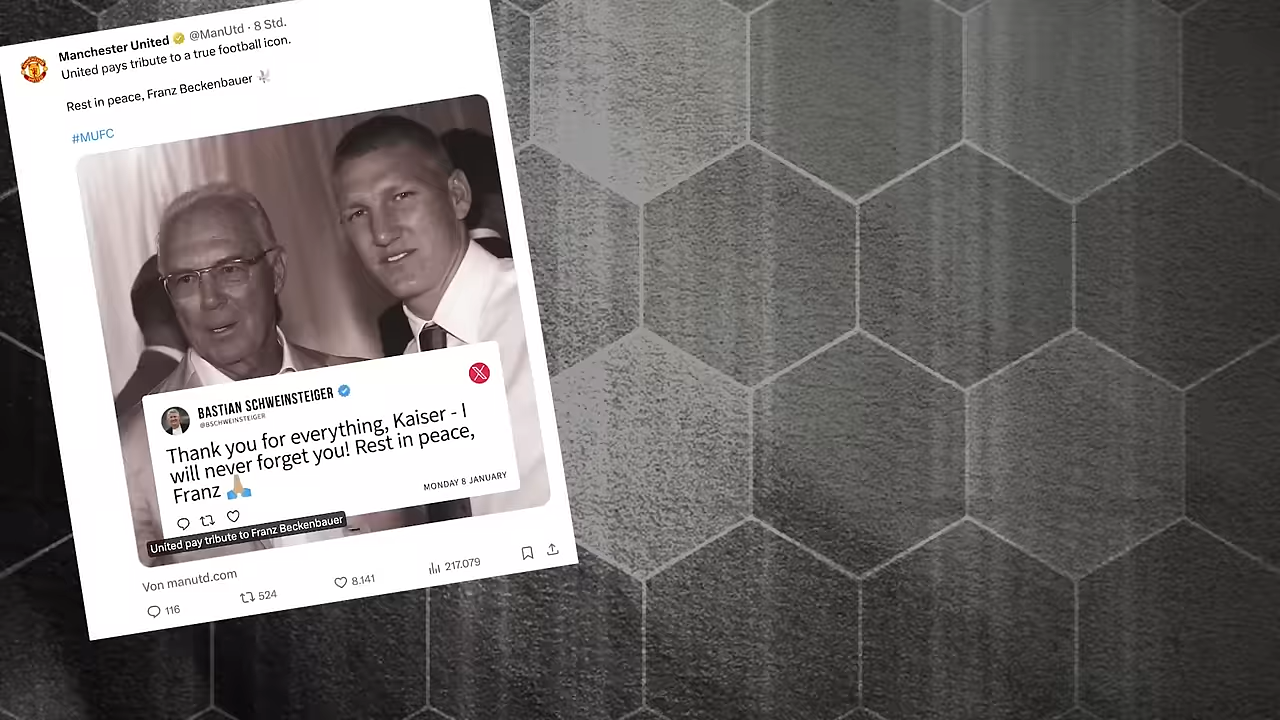 Manchester United @ManUtd · 8 Std.
United pays tribute to a true football icon.
Rest in peace, Franz Beckenbauer 🕊️
#MUFC
BASTIAN SCHWEINSTEIGER
@BSCHWEINSTEIGER
Thank you for everything, Kaiser - I
will never forget you! Rest in peace,
Franz 🙏🏼
MONDAY 8 JANUARY
United pay tribute to Franz Beckenbauer
Von manutd.com
116 524 8.141 217.079